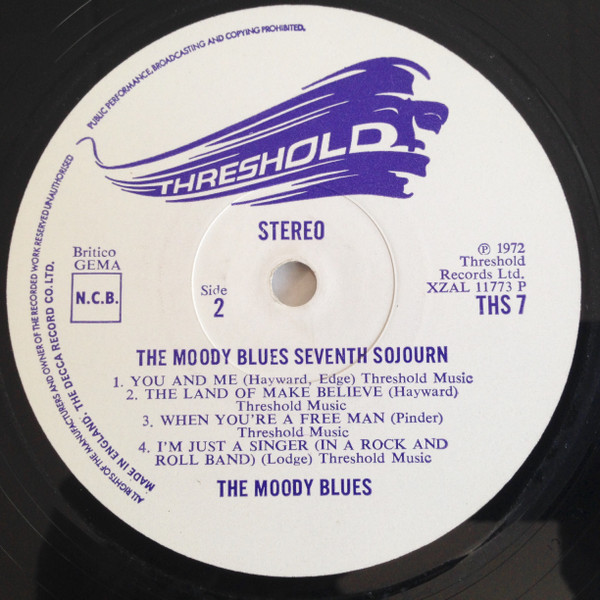 PUBLIC PERFORMANCE, BROADCASTING AND COPYING PROHIBITED.
ALL RIGHTS OF THE MANUFACTURERS AND OWNER OF THE RECORDED WORK RESERVED UNAUTHORISED
MADE IN ENGLAND. THE DECCA RECORD CO. LTD.
THRESHOLD
STEREO
Britico
GEMA
N.C.B.
Side
2
℗ 1972
Threshold
Records Ltd.
XZAL 11773 P
THS 7
THE MOODY BLUES SEVENTH SOJOURN
1. YOU AND ME (Hayward, Edge) Threshold Music
2. THE LAND OF MAKE BELIEVE (Hayward)
Threshold Music
3. WHEN YOU'RE A FREE MAN (Pinder)
Threshold Music
4. I'M JUST A SINGER (IN A ROCK AND
ROLL BAND) (Lodge) Threshold Music
THE MOODY BLUES